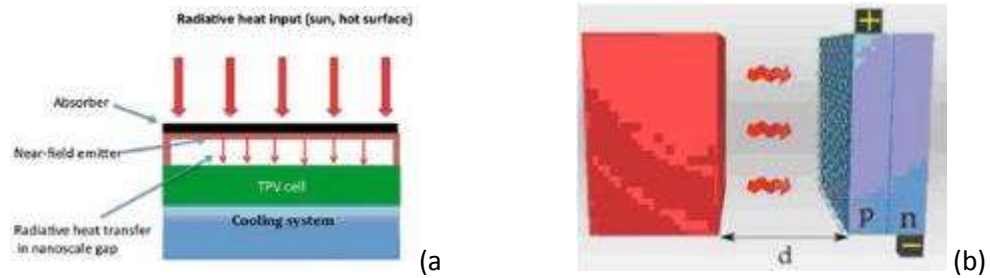 Radiative heat input (sun, hot surface)
Absorber
Near-field emitter
TPV cell
Cooling system
Radiative heat transfer
in nanoscale gap
(a
+
P n
d
−
(b)